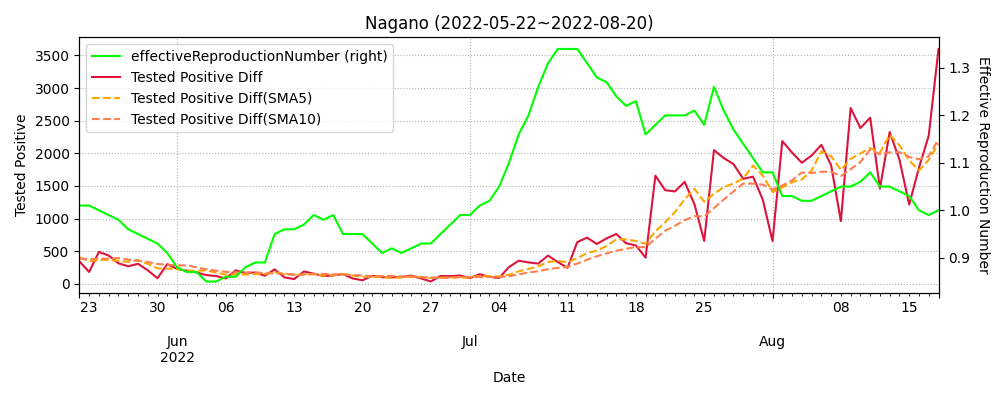 Nagano (2022-05-22~2022-08-20)
effectiveReproductionNumber (right)
Tested Positive Diff
Tested Positive Diff(SMA5)
Tested Positive Diff(SMA10)
Tested Positive
3500
3000
2500
2000
1500
1000
500
0
1.3
1.2
1.1
1.0
0.9
Effective Reproduction Number
23 30 06 13 20 27 04 11 18 25 08 15
Jun Jul Aug
2022
Date